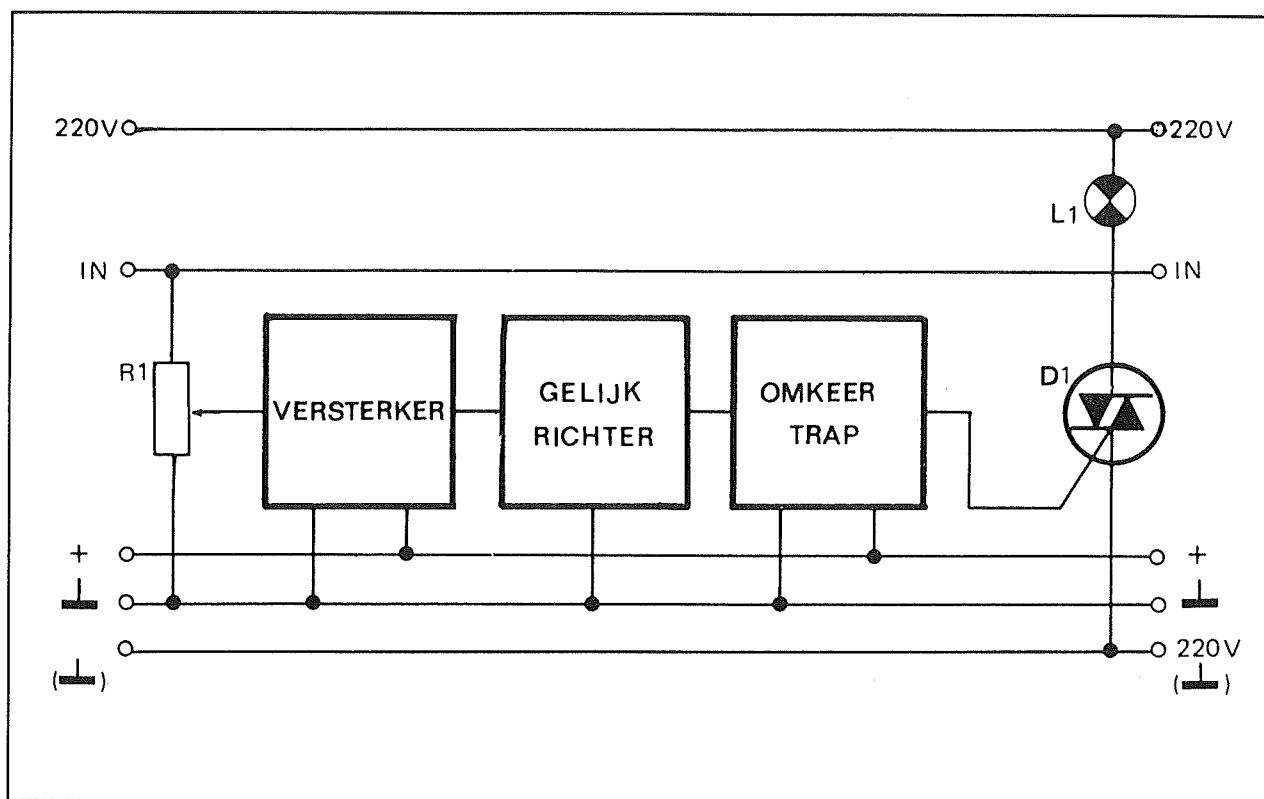 220V
220V
L1
IN
IN
R1
D1
VERSTERKER
GELIJK
RICHTER
OMKEER
TRAP
+
+
220V
( )
( )